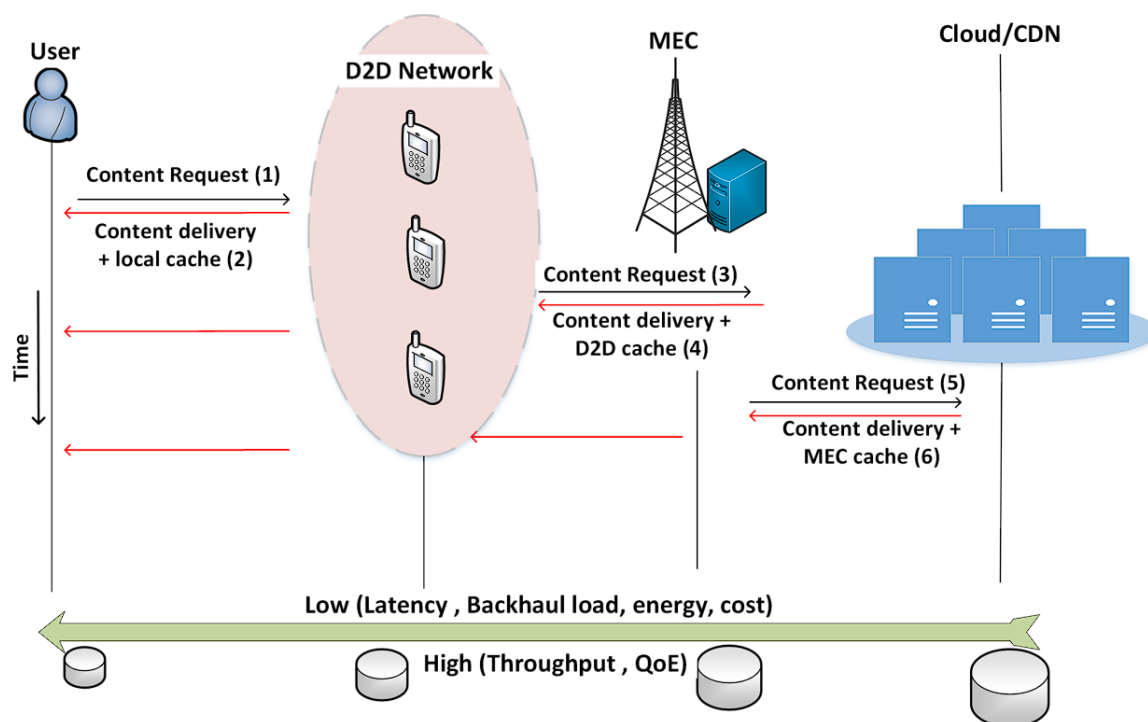 User
D2D Network
MEC
Cloud/CDN
Content Request (1)
Content delivery
+ local cache (2)
Content Request (3)
Content delivery +
D2D cache (4)
Time
Content Request (5)
Content delivery +
MEC cache (6)
Low (Latency , Backhaul load, energy, cost)
High (Throughput , QoE)